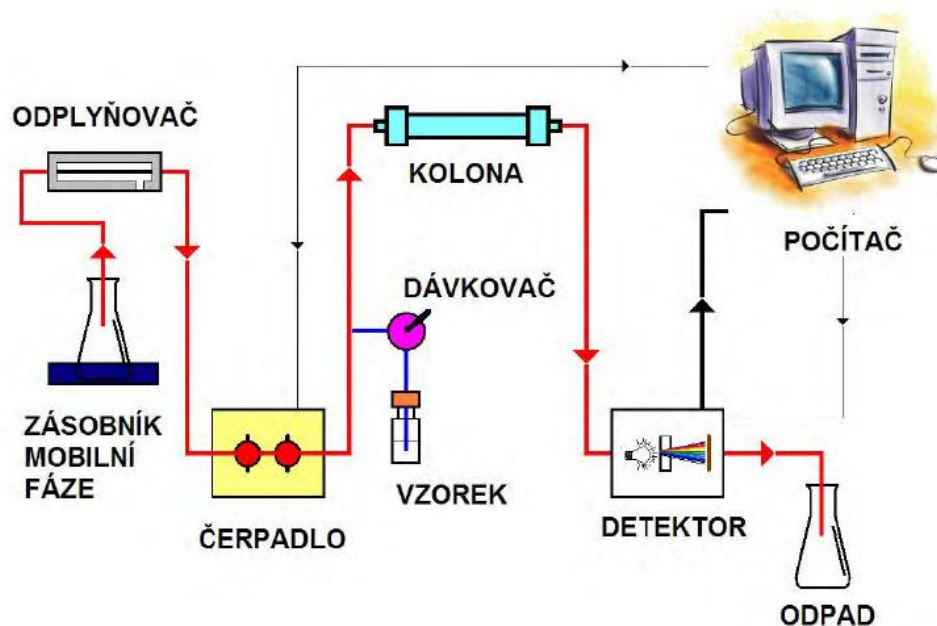 ODPLYŇOVAČ
KOLONA
POČÍTAČ
DÁVKOVAČ
ZÁSOBNÍK
MOBILNÍ
FÁZE
VZOREK
ČERPADLO
DETEKTOR
ODPAD